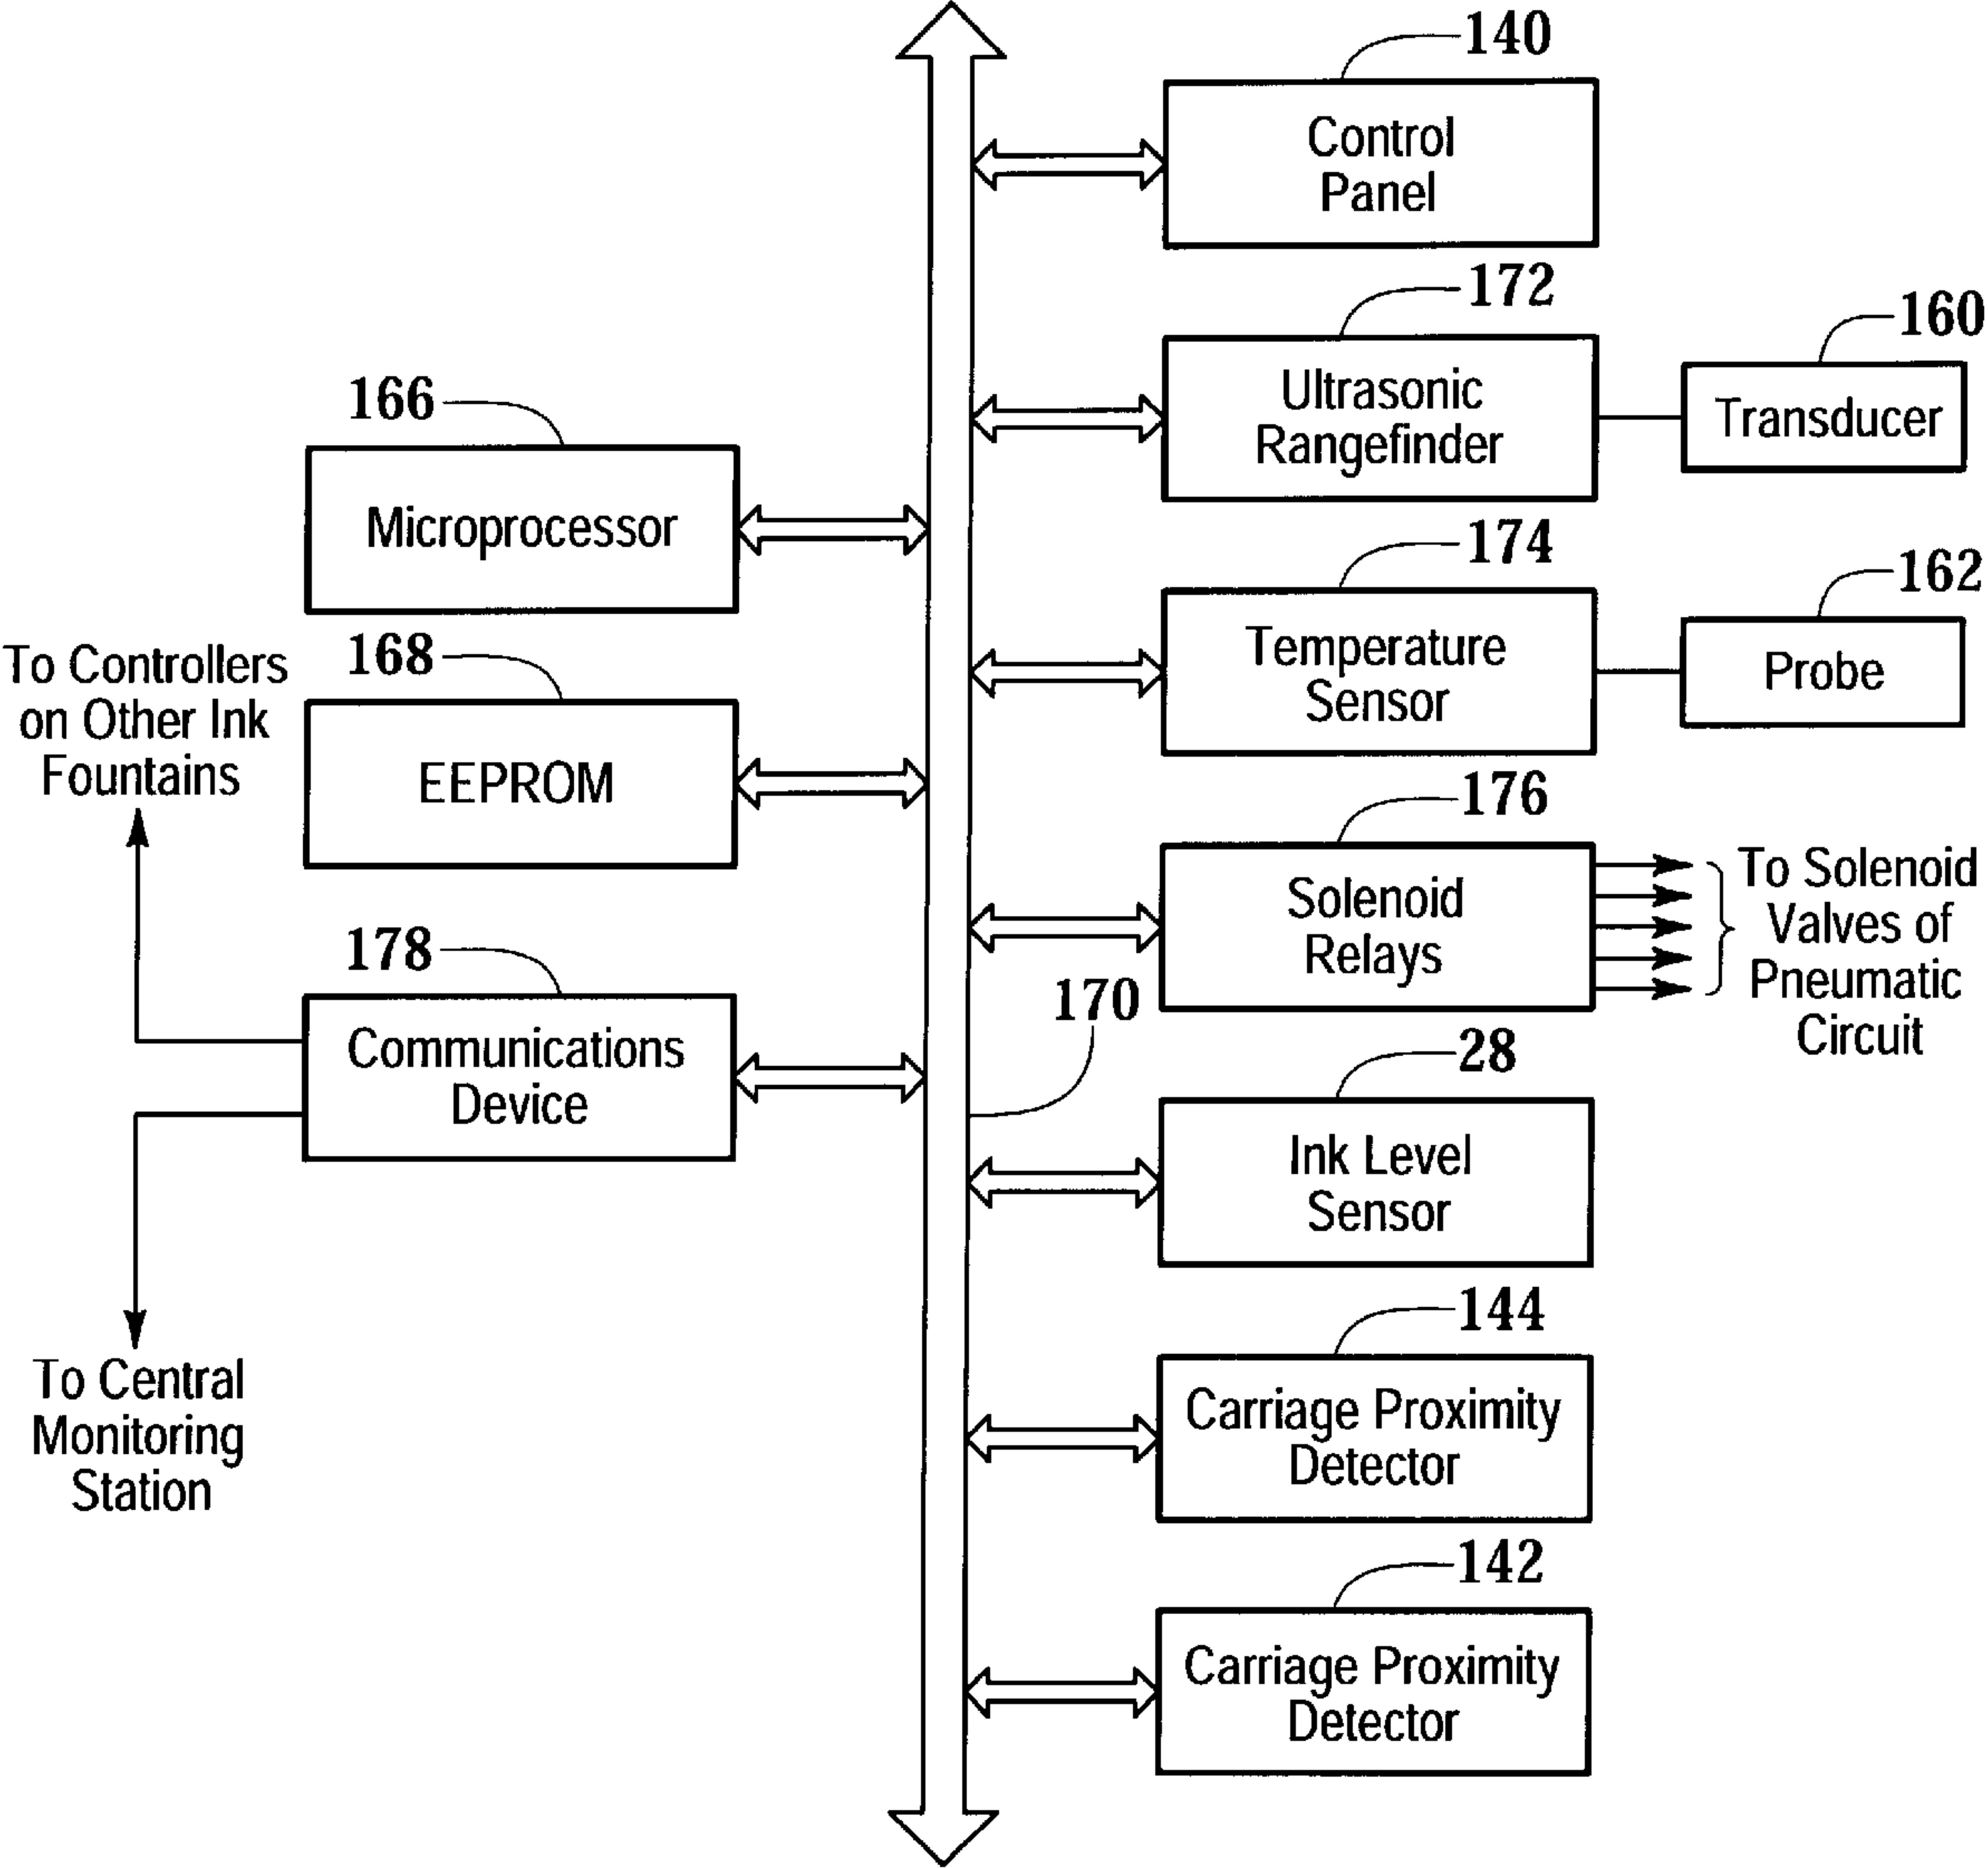 140
Control
Panel
172
Ultrasonic
Rangefinder
160
Transducer
166
Microprocessor
174
Temperature
Sensor
162
Probe
168
EEPROM
To Controllers
on Other Ink
Fountains
176
Solenoid
Relays
To Solenoid
Valves of
Pneumatic
Circuit
178
Communications
Device
170
28
Ink Level
Sensor
To Central
Monitoring
Station
144
Carriage Proximity
Detector
142
Carriage Proximity
Detector